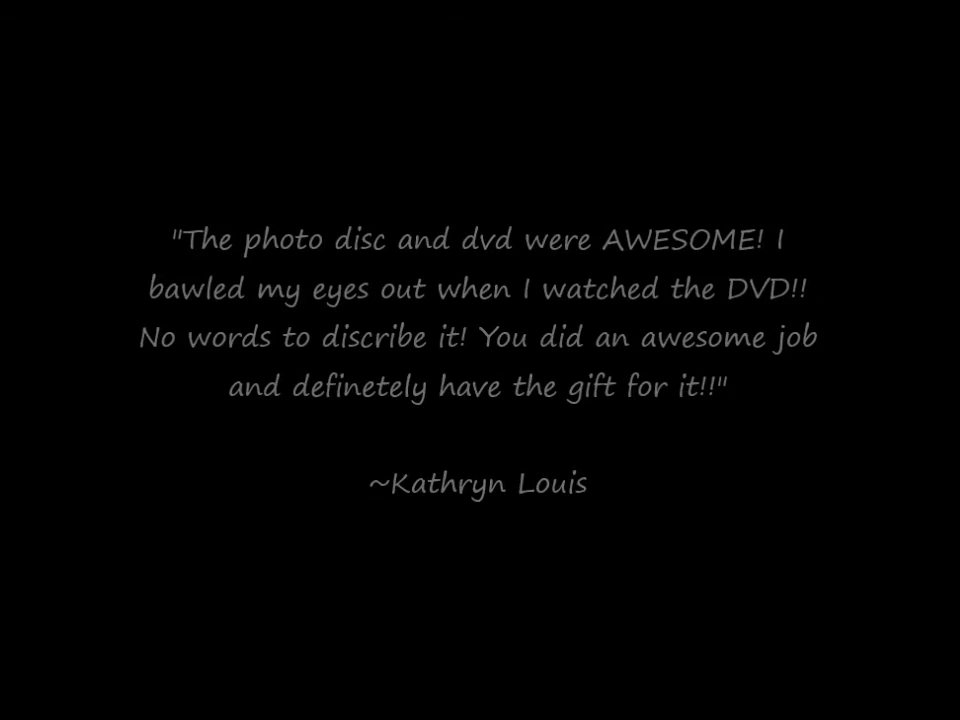 "The photo disc and dvd were AWESOME! I
bawled my eyes out when I watched the DVD!!
No words to discribe it! You did an awesome job
and definetely have the gift for it!!"
~Kathryn Louis